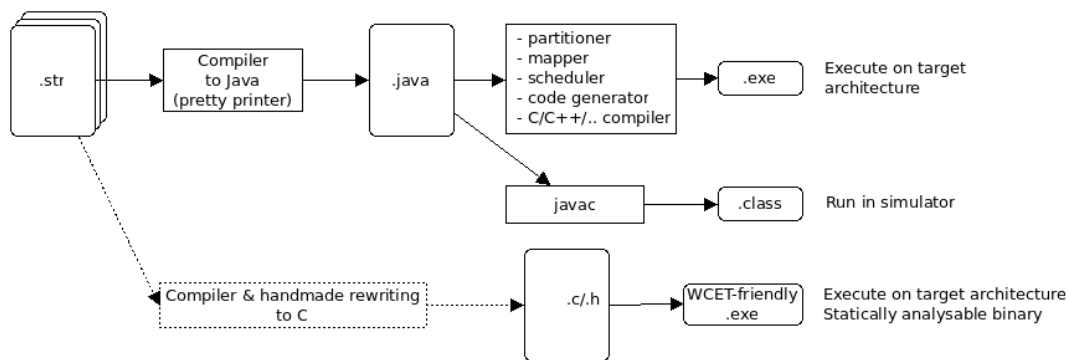 .str
Compiler
to Java
(pretty printer)
.java
- partitioner
- mapper
- scheduler
- code generator
- C/C++/.. compiler
.exe
Execute on target
architecture
javac
.class
Run in simulator
Compiler & handmade rewriting
to C
.c/.h
WCET-friendly
.exe
Execute on target architecture
Statically analysable binary